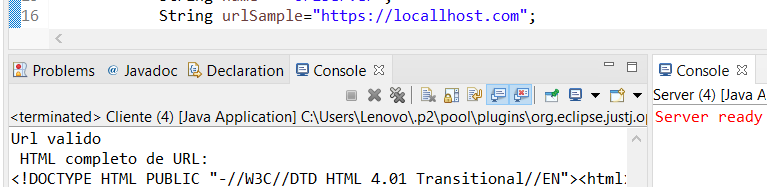 16 String urlSample="https://locallhost.com";
Problems @ Javadoc Declaration Console
Console
<terminated> Cliente (4) [Java Application] C:\Users\Lenovo\.p2\pool\plugins\org.eclipse.justj.op
Server (4) [Java A
Url valido
Server ready
HTML completo de URL:
<!DOCTYPE HTML PUBLIC "-//W3C//DTD HTML 4.01 Transitional//EN"><html